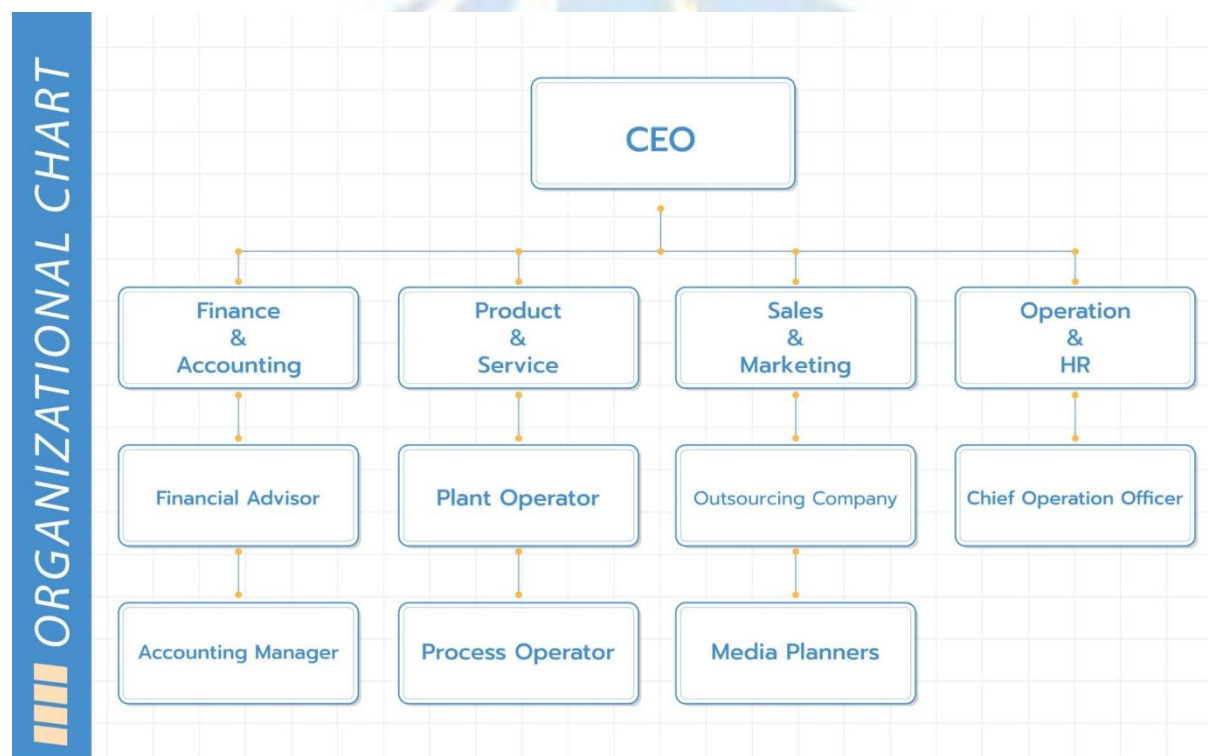 ORGANIZATIONAL CHART
CEO
Finance
&
Accounting
Product
&
Service
Sales
&
Marketing
Operation
&
HR
Financial Advisor
Plant Operator
Outsourcing Company
Chief Operation Officer
Accounting Manager
Process Operator
Media Planners